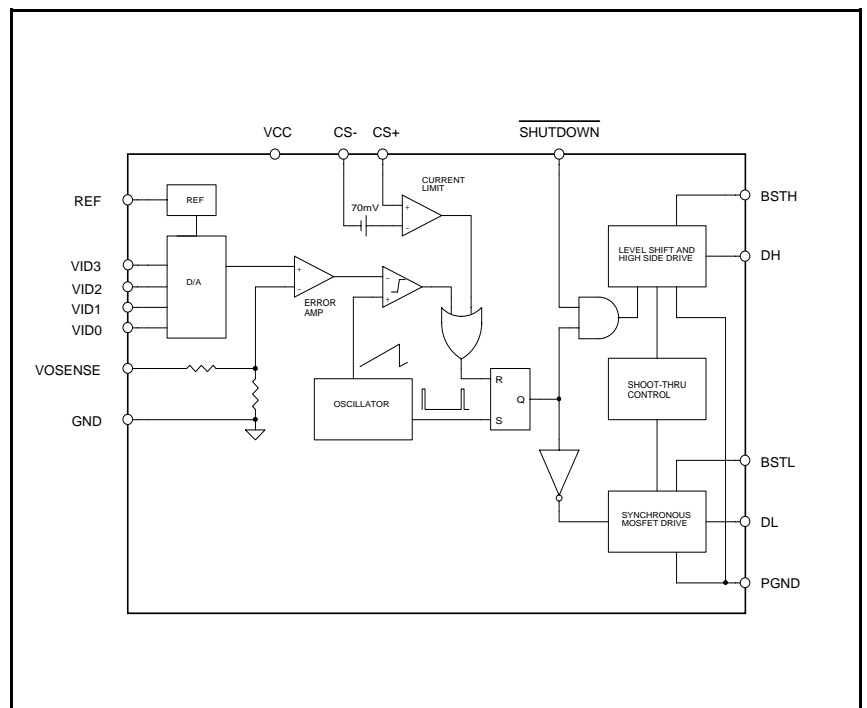 VCC CS- CS+ SHUTDOWN
CURRENT
LIMIT
70mV
+
-
REF
REF
BSTH
LEVEL SHIFT AND
HIGH SIDE DRIVE
DH
VID3
VID2
VID1
VID0
D/A
+
-
ERROR
AMP
-
+
VOSENSE
GND
OSCILLATOR
R
Q
S
SHOOT-THRU
CONTROL
BSTL
SYNCHRONOUS
MOSFET DRIVE
DL
PGND